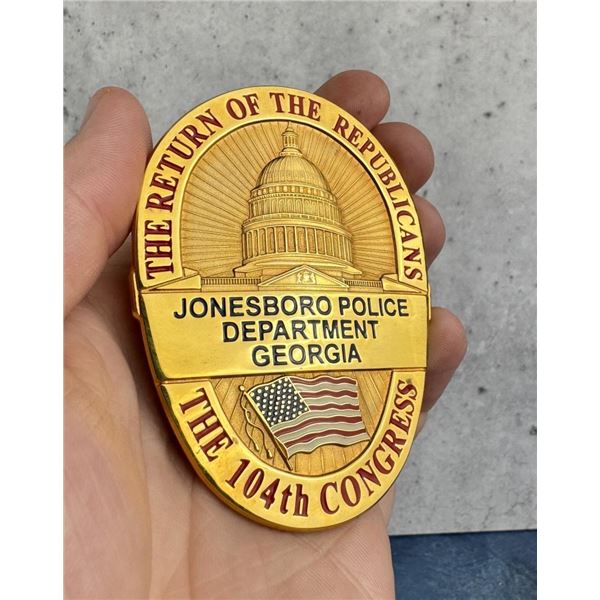 THE RETURN OF THE REPUBLICANS
JONESBORO POLICE
DEPARTMENT
GEORGIA
THE 104th CONGRESS